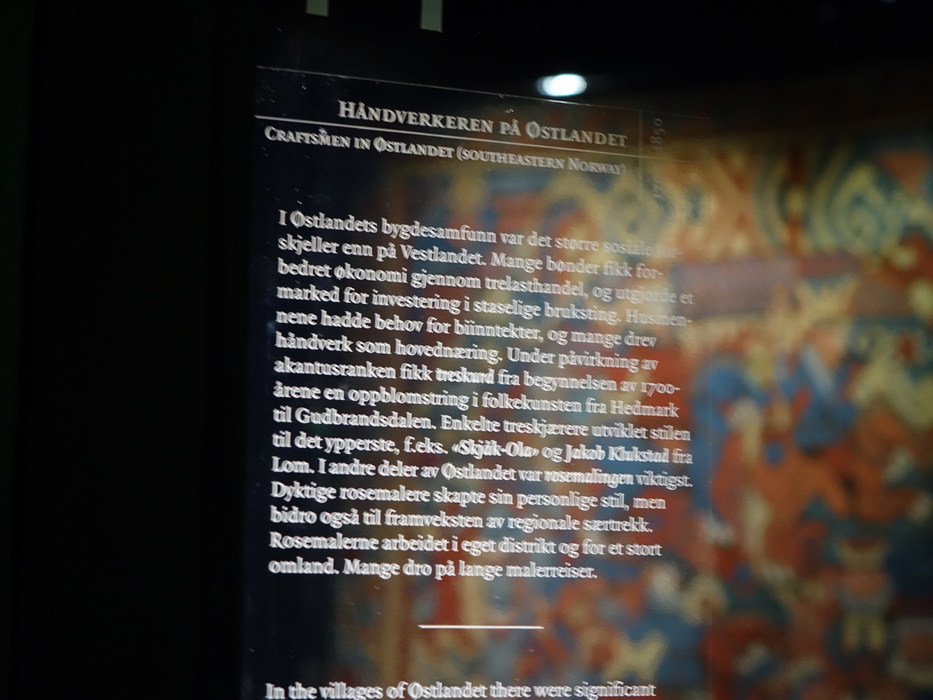 HÅNDVERKEREN PÅ ØSTLANDET
CRAFTSMEN IN ØSTLANDET (SOUTHEASTERN NORWAY)
1850
I Østlandets bygdesamfunn var det større sosiale for-
skjeller enn på Vestlandet. Mange bønder fikk for-
bedret økonomi gjennom trelasthandel, og utgjorde et
marked for investering i staselige bruksting. Husmen-
nene hadde behov for biinntekter, og mange drev
håndverk som hovednæring. Under påvirkning av
akantusranken fikk treskurd fra begynnelsen av 1700-
årene en oppblomstring i folkekunsten fra Hedmark
til Gudbrandsdalen. Enkelte treskjærere utviklet stilen
til det ypperste, f.eks. «Skjåk-Ola» og Jakob Klukstad fra
Lom. I andre deler av Østlandet var rosemalingen viktigst.
Dyktige rosemalere skapte sin personlige stil, men
bidro også til framveksten av regionale særtrekk.
Rosemalerne arbeidet i eget distrikt og for et stort
omland. Mange dro på lange malerreiser.
In the villages of Østlandet there were significant